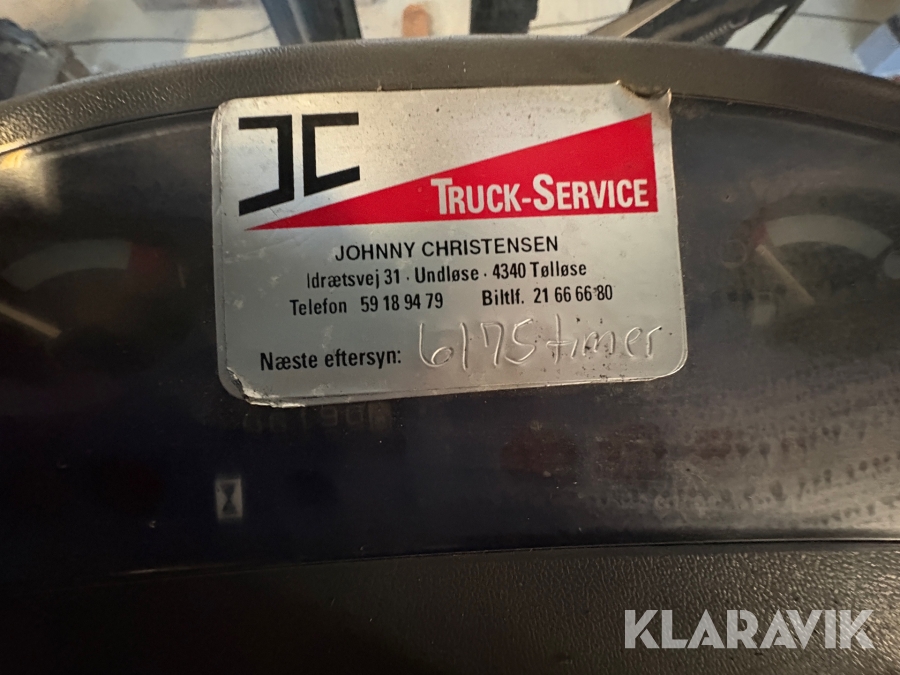 JC
TRUCK-SERVICE
JOHNNY CHRISTENSEN
Idrætsvej 31 · Undløse · 4340 Tølløse
Telefon 59 18 94 79 Biltlf. 21 66 66 80
Næste eftersyn: 6175 timer
KLARAVIK